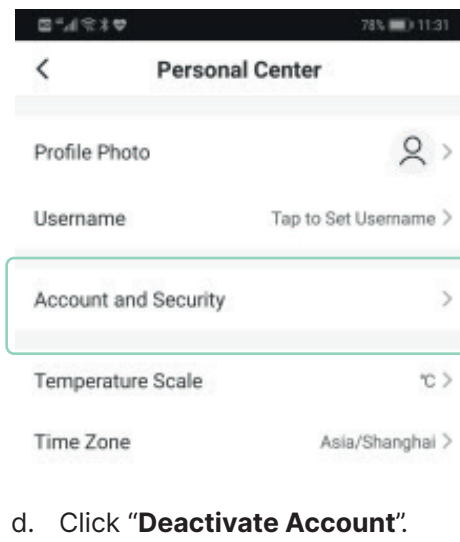 78% 11:31
Personal Center
Profile Photo
Username Tap to Set Username
Account and Security
Temperature Scale °C
Time Zone Asia/Shanghai
d. Click “Deactivate Account”.